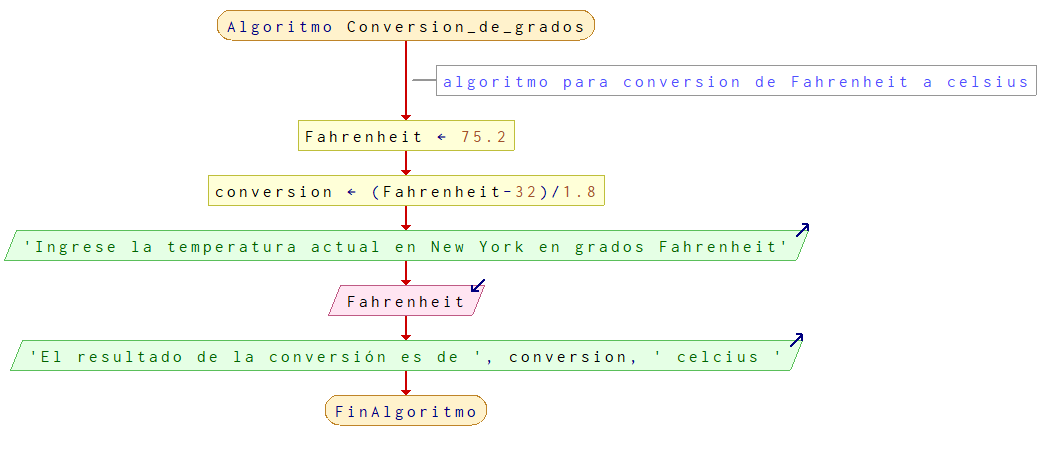 Algoritmo Conversion_de_grados
algoritmo para conversion de Fahrenheit a celsius
Fahrenheit ← 75.2
conversion ← (Fahrenheit-32)/1.8
'Ingrese la temperatura actual en New York en grados Fahrenheit'
Fahrenheit
'El resultado de la conversión es de ', conversion, ' celcius '
FinAlgoritmo